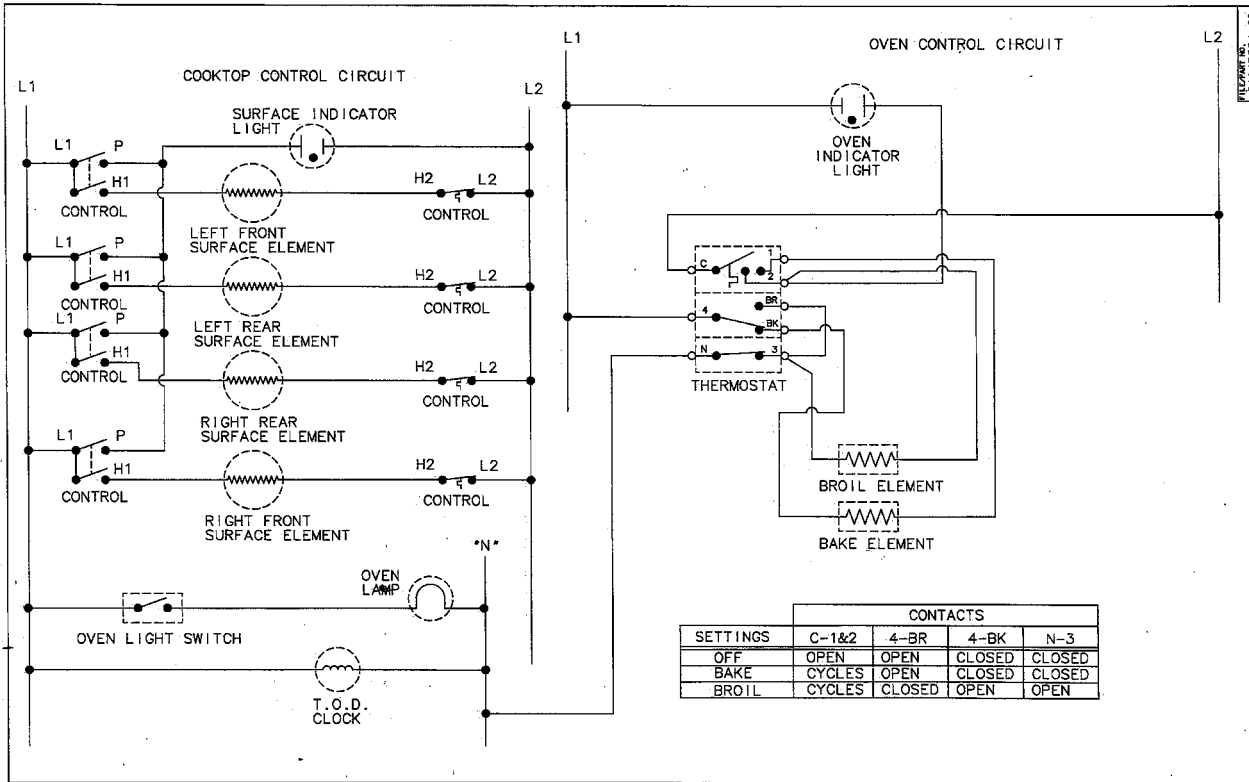 COOKTOP CONTROL CIRCUIT
L1
L2
SURFACE INDICATOR
LIGHT
L1
P
H1
CONTROL
H2
L2
CONTROL
LEFT FRONT
SURFACE ELEMENT
L1
P
H1
CONTROL
H2
L2
CONTROL
LEFT REAR
SURFACE ELEMENT
L1
P
H1
CONTROL
H2
L2
CONTROL
RIGHT REAR
SURFACE ELEMENT
L1
P
H1
CONTROL
H2
L2
CONTROL
RIGHT FRONT
SURFACE ELEMENT
"N"
OVEN
LAMP
OVEN LIGHT SWITCH
T.O.D.
CLOCK
L1
OVEN CONTROL CIRCUIT
L2
FILE/PART NO.
OVEN
INDICATOR
LIGHT
C
1
2
BR
4
BK
N
3
THERMOSTAT
BROIL ELEMENT
BAKE ELEMENT
CONTACTS
SETTINGS C-1&2 4-BR 4-BK N-3
OFF OPEN OPEN CLOSED CLOSED
BAKE CYCLES OPEN CLOSED CLOSED
BROIL CYCLES CLOSED OPEN OPEN